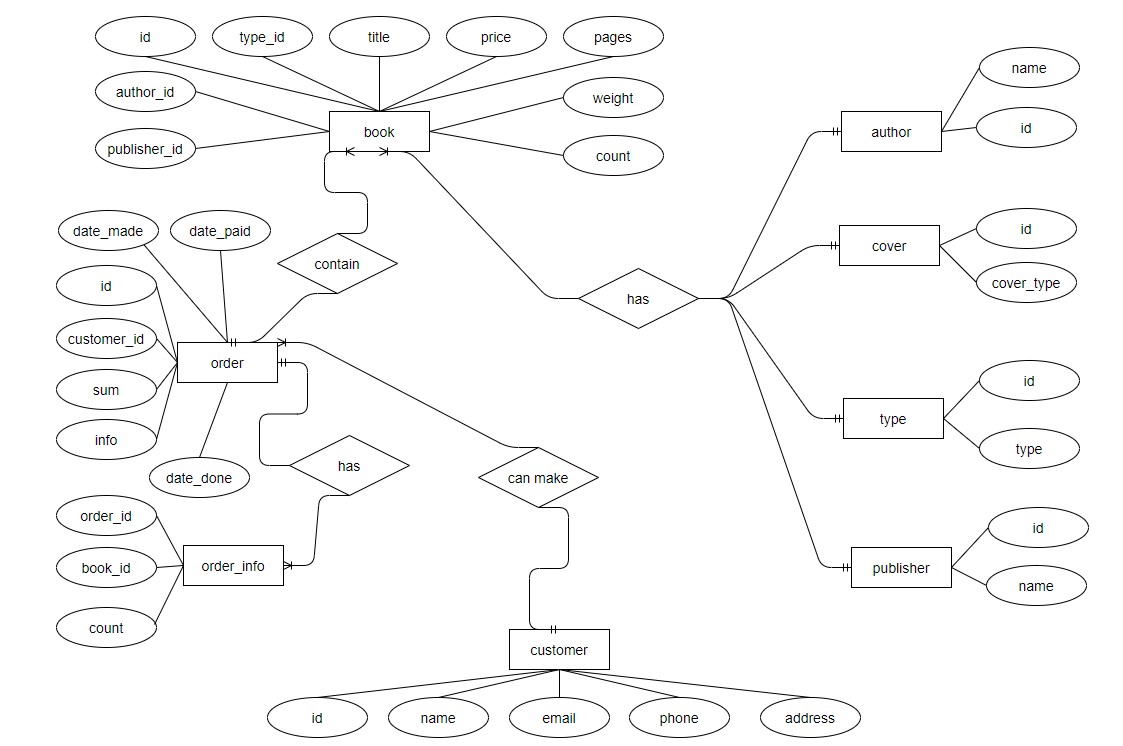 id
type_id
title
price
pages
author_id
weight
publisher_id
count
book
author
name
id
cover
id
cover_type
date_made
date_paid
id
customer_id
sum
info
date_done
order
contain
has
type
id
type
has
can make
order_id
book_id
count
order_info
publisher
id
name
customer
id
name
email
phone
address